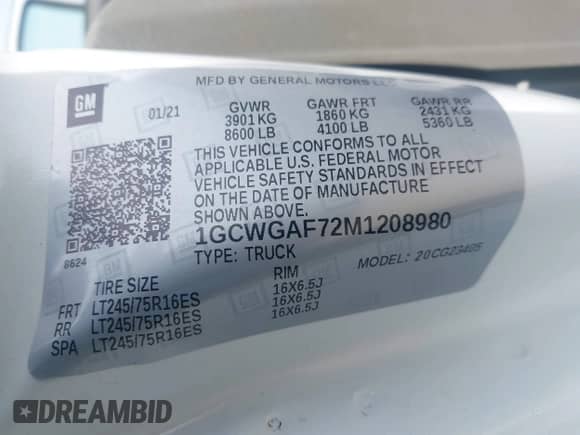 MFD BY GENERAL MOTORS LLC
GM
01/21
GVWR GAWR FRT GAWR RR
3901 KG 1860 KG 2431 KG
8600 LB 4100 LB 5360 LB
THIS VEHICLE CONFORMS TO ALL
APPLICABLE U.S. FEDERAL MOTOR
VEHICLE SAFETY STANDARDS IN EFFECT
ON THE DATE OF MANUFACTURE
SHOWN ABOVE.
8624
1GCWGAF72M1208980
TYPE: TRUCK MODEL: 20CG23405
TIRE SIZE RIM
FRT LT245/75R16ES 16X6.5J
RR LT245/75R16ES 16X6.5J
SPA LT245/75R16ES 16X6.5J
DREAMBID